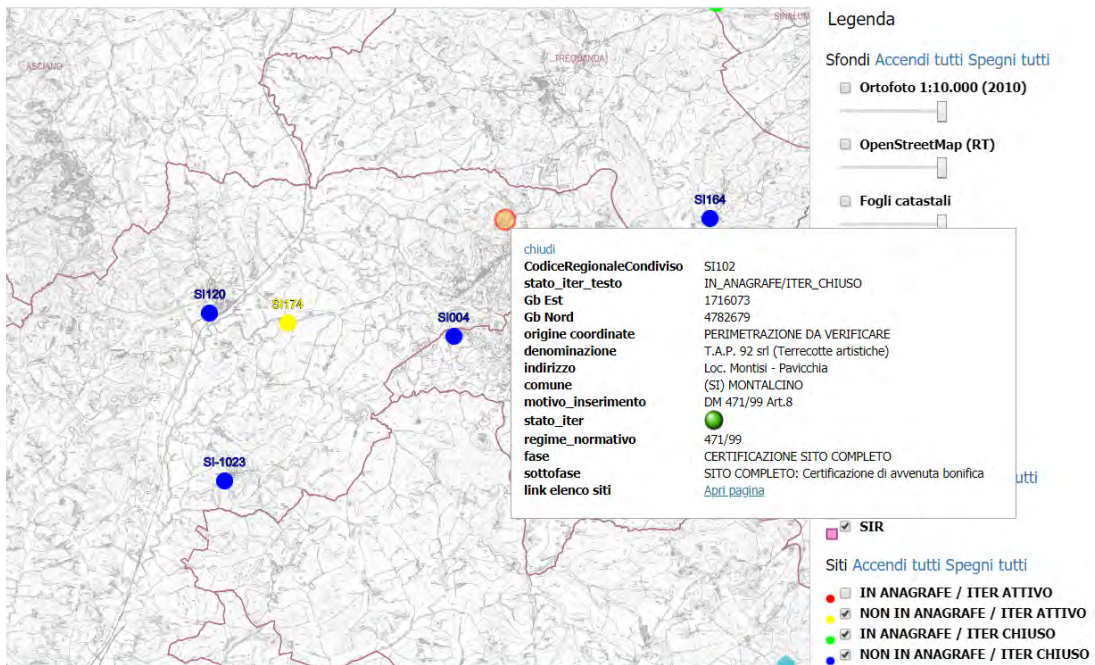 SINALUN
ASCIANO
TREQUANDA
SI164
SI120
SI174
SI004
SI-1023
chiudi
CodiceRegionaleCondiviso SI102
stato_iter_testo IN_ANAGRAFE/ITER_CHIUSO
Gb Est 1716073
Gb Nord 4782679
origine coordinate PERIMETRAZIONE DA VERIFICARE
denominazione T.A.P. 92 srl (Terrecotte artistiche)
indirizzo Loc. Montisi - Pavicchia
comune (SI) MONTALCINO
motivo_inserimento DM 471/99 Art.8
stato_iter
regime_normativo 471/99
fase CERTIFICAZIONE SITO COMPLETO
sottofase SITO COMPLETO: Certificazione di avvenuta bonifica
link elenco siti Apri pagina
Legenda
Sfondi Accendi tutti Spegni tutti
Ortofoto 1:10.000 (2010)
OpenStreetMap (RT)
Fogli catastali
utti
SIR
Siti Accendi tutti Spegni tutti
IN ANAGRAFE / ITER ATTIVO
NON IN ANAGRAFE / ITER ATTIVO
IN ANAGRAFE / ITER CHIUSO
NON IN ANAGRAFE / ITER CHIUSO